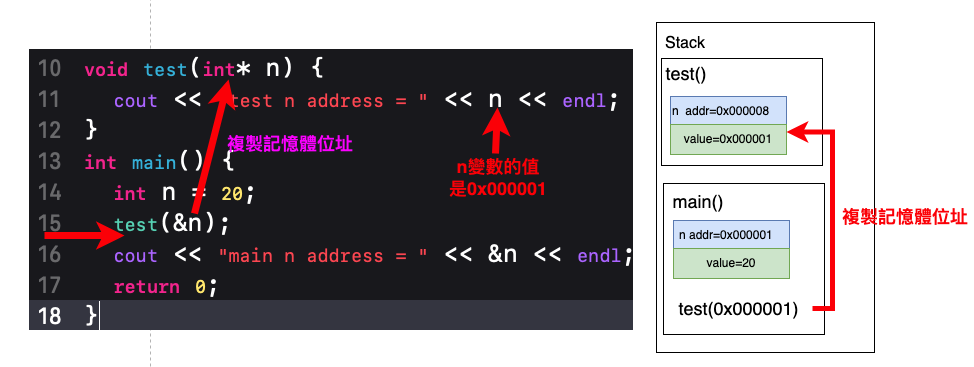 10 void test(int* n) {
11 cout << "test n address = " << n << endl;
12 }
複製記憶體位址
13 int main() {
n變數的值
是0x000001
14 int n = 20;
15 test(&n);
16 cout << "main n address = " << &n << endl;
17 return 0;
18 }
Stack
test()
n addr=0x000008
value=0x000001
main()
n addr=0x000001
value=20
test(0x000001)
複製記憶體位址